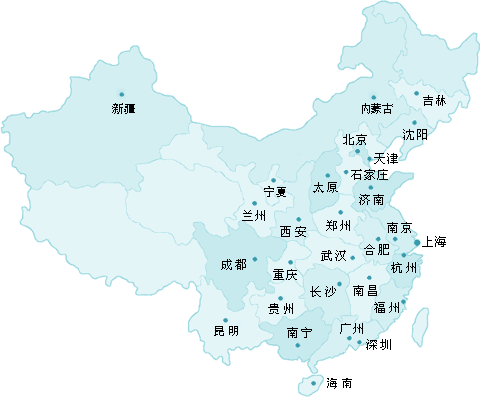 新疆
内蒙古
吉林
沈阳
北京
天津
石家庄
宁夏
太原
济南
兰州
西安
郑州
南京
上海
合肥
成都
重庆
武汉
杭州
长沙
南昌
贵州
福州
昆明
南宁
广州
深圳
海南